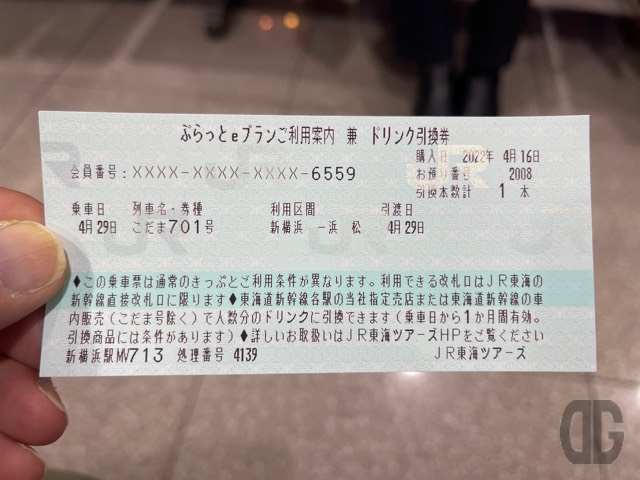 ぷらっとeプランご利用案内 兼 ドリンク引換券
購入日 2022年 4月16日
会員番号：XXXX-XXXX-XXXX-6559
お預り番号 2008
引換本数計 1 本
乗車日 列車名・券種 利用区間 引渡日
4月29日 こだま701号 新横浜 －浜 松 4月29日
◆この乗車票は通常のきっぷとご利用条件が異なります。利用できる改札口はJR東海の
新幹線直接改札口に限ります◆東海道新幹線各駅の当社指定売店または東海道新幹線の車
内販売（こだま号除く）で人数分のドリンクに引換できます（乗車日から1か月間有効。
引換商品には条件があります）◆詳しいお取扱いはJR東海ツアーズHPをご覧ください
新横浜駅MV713 処理番号 4139 JR東海ツアーズ
DG